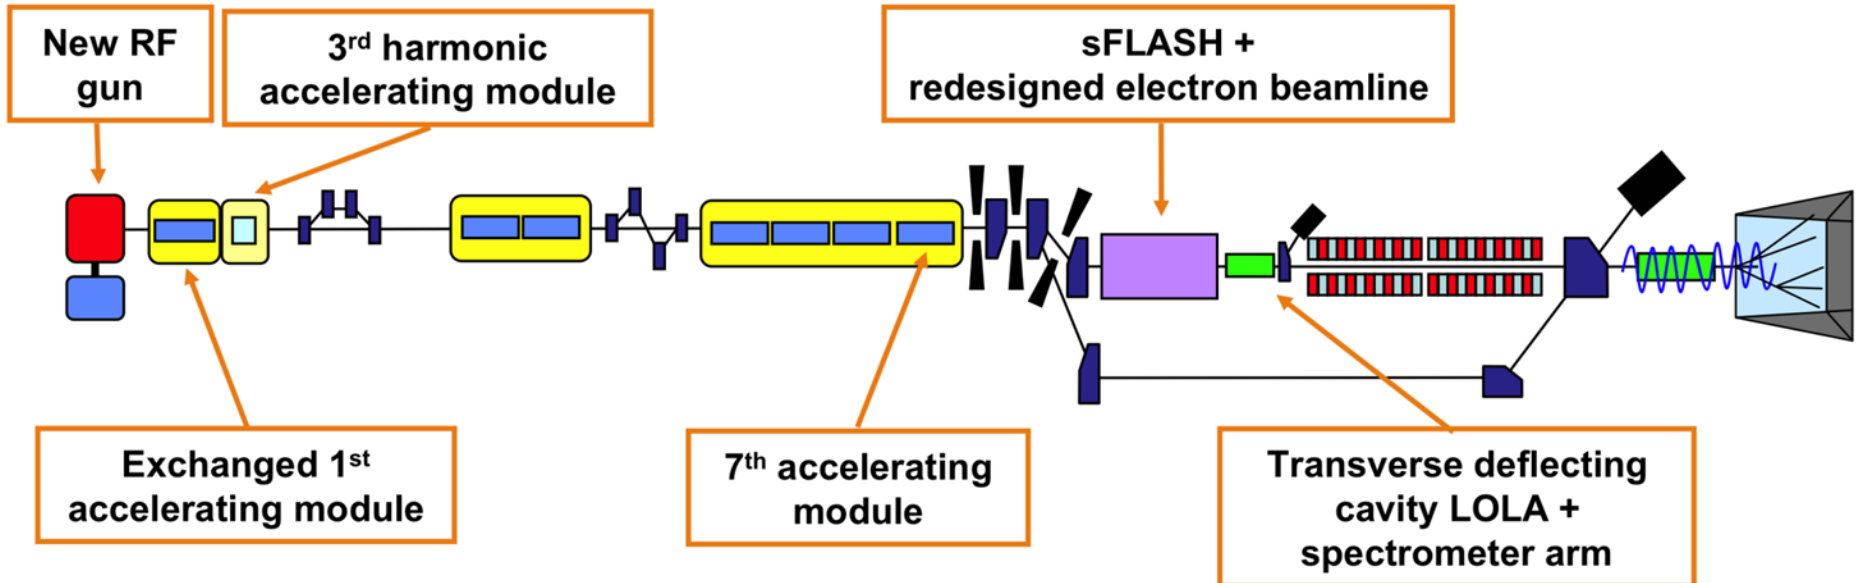 New RF
gun
3rd harmonic
accelerating module
sFLASH +
redesigned electron beamline
Exchanged 1st
accelerating module
7th accelerating
module
Transverse deflecting
cavity LOLA +
spectrometer arm